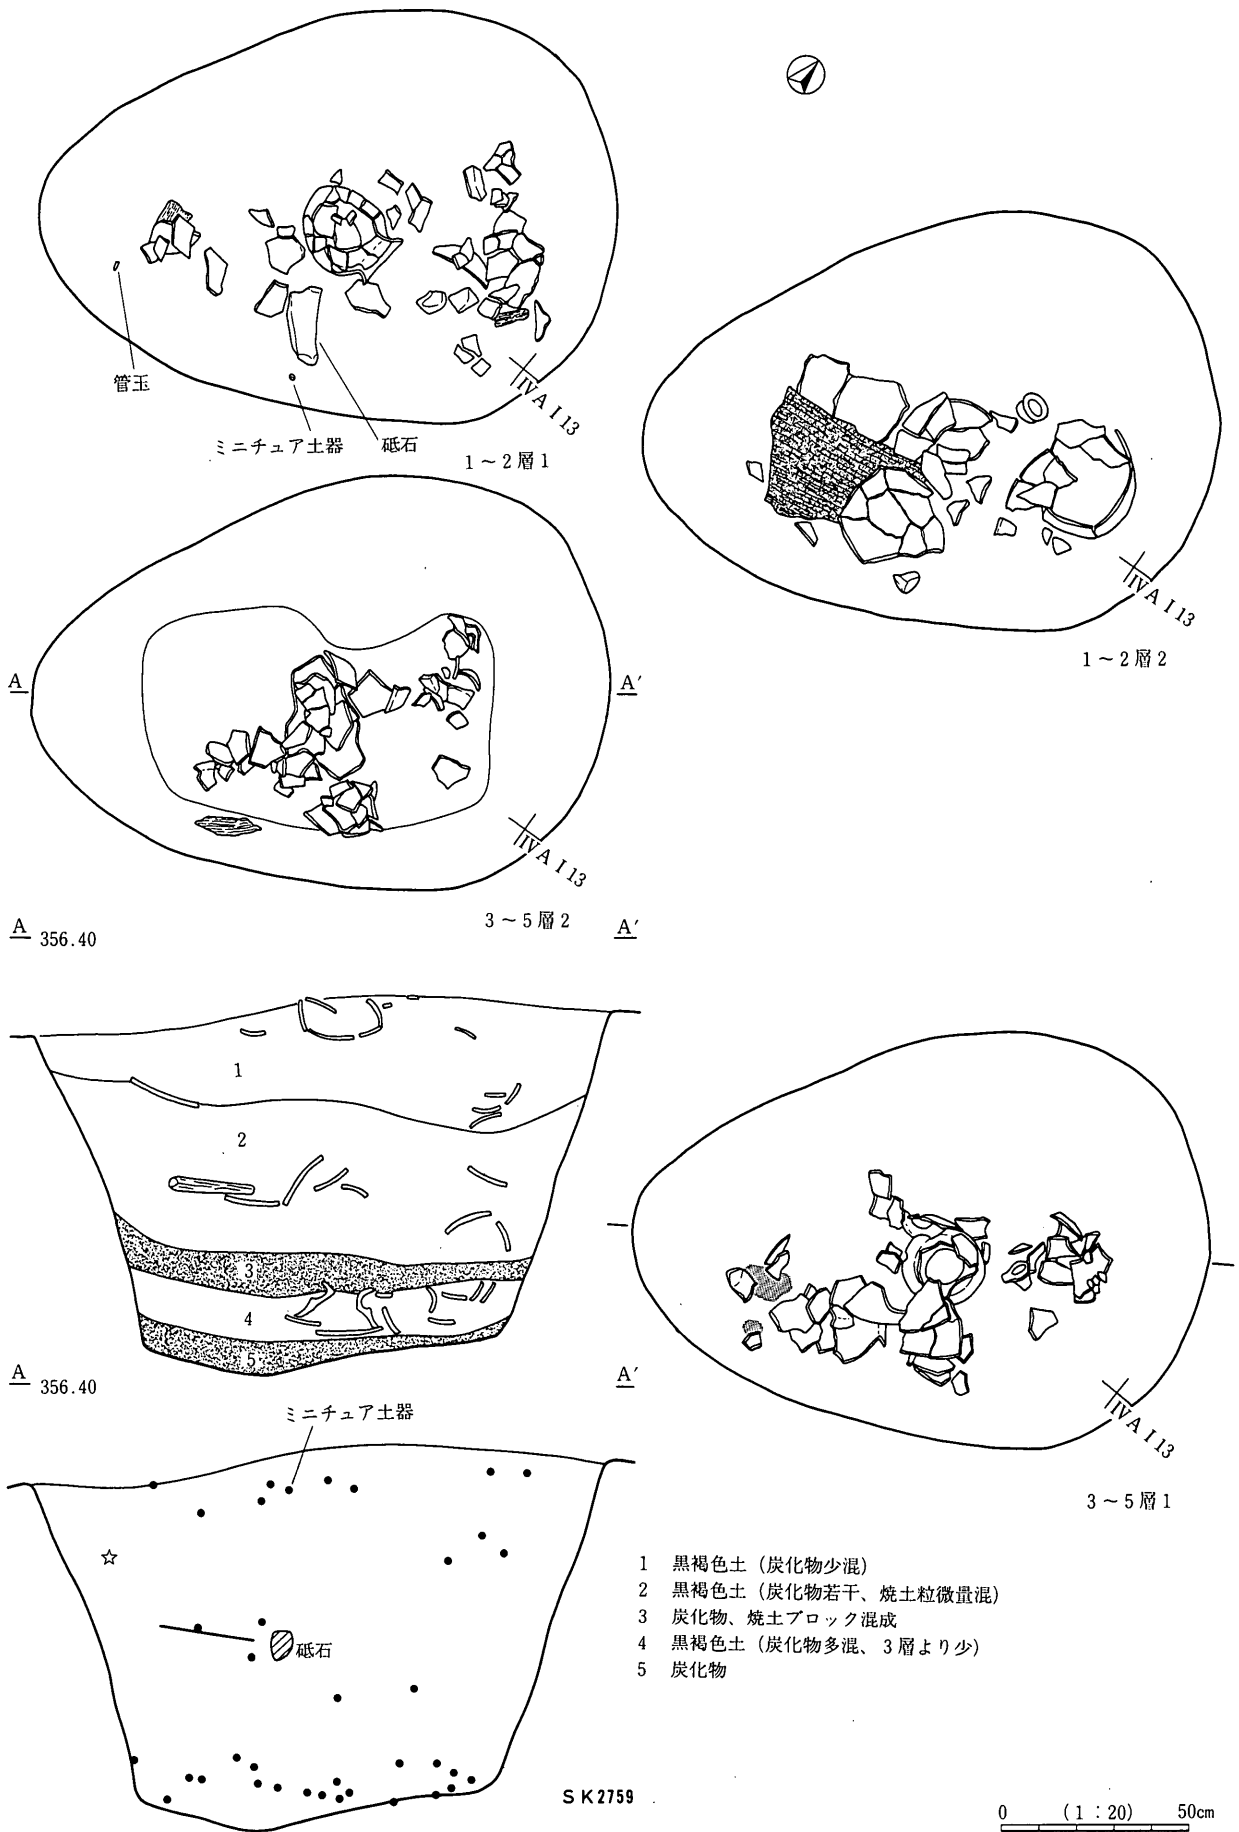 管玉
ミニチュア土器
砥石
ⅣAⅠ13
1～2層1
ⅣAⅠ13
1～2層2
A
A′
ⅣAⅠ13
3～5層2
A 356.40
A′
1
2
3
4
5
ⅣAⅠ13
3～5層1
A 356.40
A′
ミニチュア土器
砥石
1 黒褐色土（炭化物少混）
2 黒褐色土（炭化物若干、焼土粒微量混）
3 炭化物、焼土ブロック混成
4 黒褐色土（炭化物多混、3層より少）
5 炭化物
SK2759
0 (1：20) 50cm